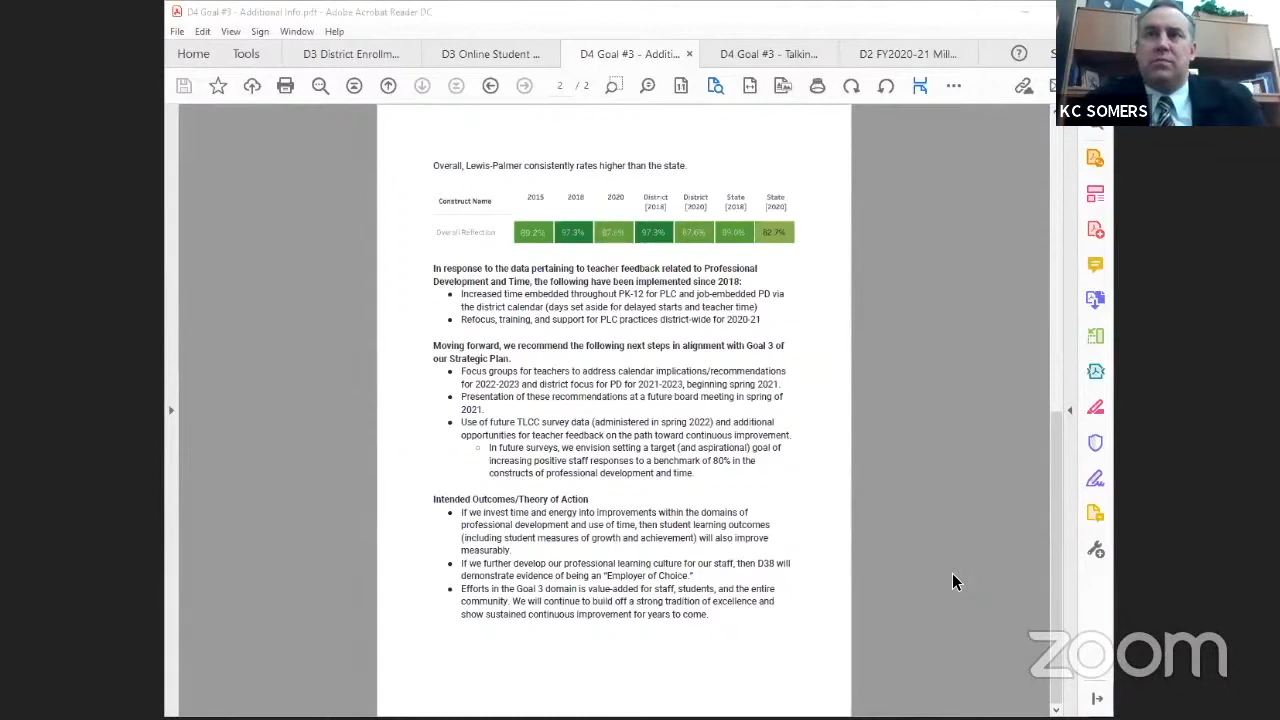 D4 Goal #3 - Additional Info.pdf - Adobe Acrobat Reader DC
File Edit View Sign Window Help
Home Tools D3 District Enrollm... D3 Online Student ... D4 Goal #3 - Additi... × D4 Goal #3 - Talkin... D2 FY2020-21 Mill...
2 / 2
KC SOMERS
Overall, Lewis-Palmer consistently rates higher than the state.
Construct Name 2015 2018 2020 District [2018] District [2020] State [2018] State [2020]
Overall Reflection 89.2% 97.3% 87.6% 97.3% 87.6% 89.0% 82.7%
In response to the data pertaining to teacher feedback related to Professional
Development and Time, the following have been implemented since 2018:
● Increased time embedded throughout PK-12 for PLC and job-embedded PD via
the district calendar (days set aside for delayed starts and teacher time)
● Refocus, training, and support for PLC practices district-wide for 2020-21
Moving forward, we recommend the following next steps in alignment with Goal 3 of
our Strategic Plan.
● Focus groups for teachers to address calendar implications/recommendations
for 2022-2023 and district focus for PD for 2021-2023, beginning spring 2021.
● Presentation of these recommendations at a future board meeting in spring of
2021.
● Use of future TLCC survey data (administered in spring 2022) and additional
opportunities for teacher feedback on the path toward continuous improvement.
○ In future surveys, we envision setting a target (and aspirational) goal of
increasing positive staff responses to a benchmark of 80% in the
constructs of professional development and time.
Intended Outcomes/Theory of Action
● If we invest time and energy into improvements within the domains of
professional development and use of time, then student learning outcomes
(including student measures of growth and achievement) will also improve
measurably.
● If we further develop our professional learning culture for our staff, then D38 will
demonstrate evidence of being an "Employer of Choice."
● Efforts in the Goal 3 domain is value-added for staff, students, and the entire
community. We will continue to build off a strong tradition of excellence and
show sustained continuous improvement for years to come.
zoom